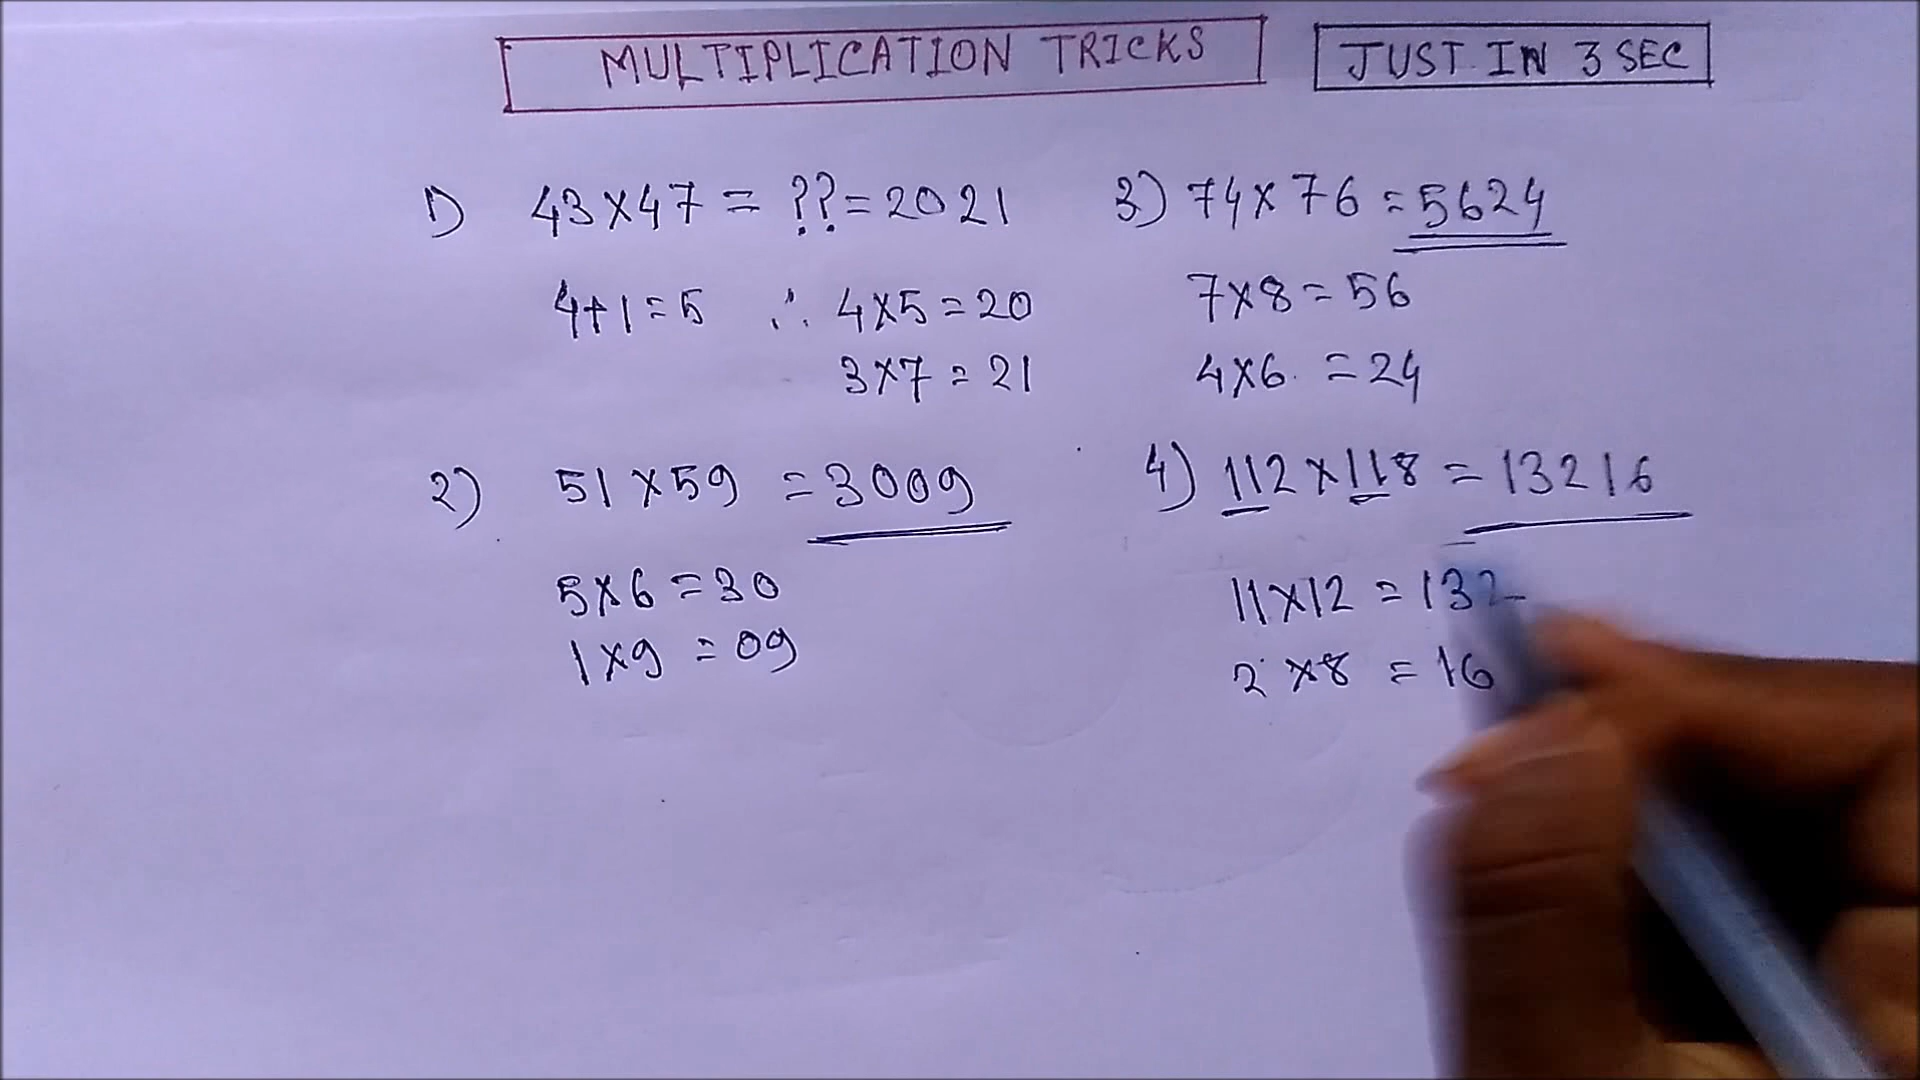 MULTIPLICATION TRICKS
JUST IN 3 SEC
1) 43×47 = ??=2021
4+1=5 ∴ 4×5=20
3×7=21
2) 51×59 =3009
5×6=30
1×9=09
3) 74×76=5624
7×8=56
4×6=24
4) 112×118=13216
11×12=132
2×8=16